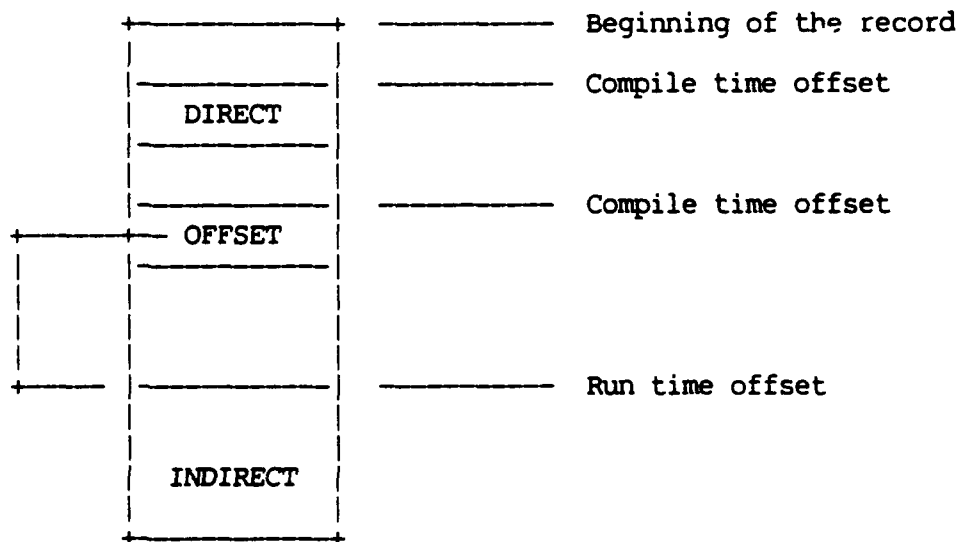 Beginning of the record
Compile time offset
DIRECT
Compile time offset
OFFSET
Run time offset
INDIRECT